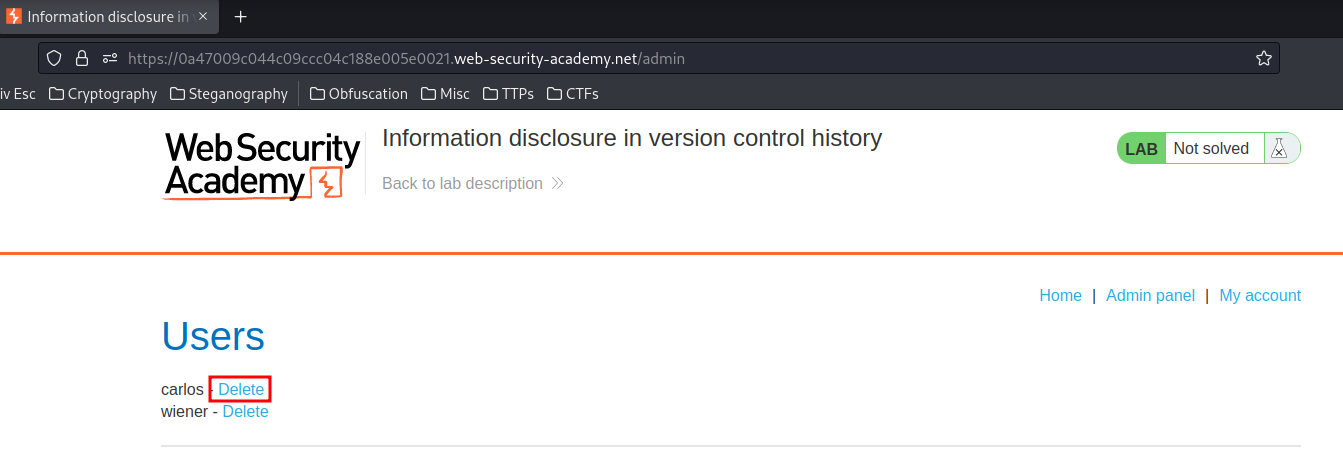 Information disclosure in v
https://0a47009c044c09ccc04c188e005e0021.web-security-academy.net/admin
iv Esc Cryptography Steganography Obfuscation Misc TTPs CTFs
Web Security
Academy
Information disclosure in version control history
Back to lab description
LAB Not solved
Home | Admin panel | My account
Users
carlos - Delete
wiener - Delete